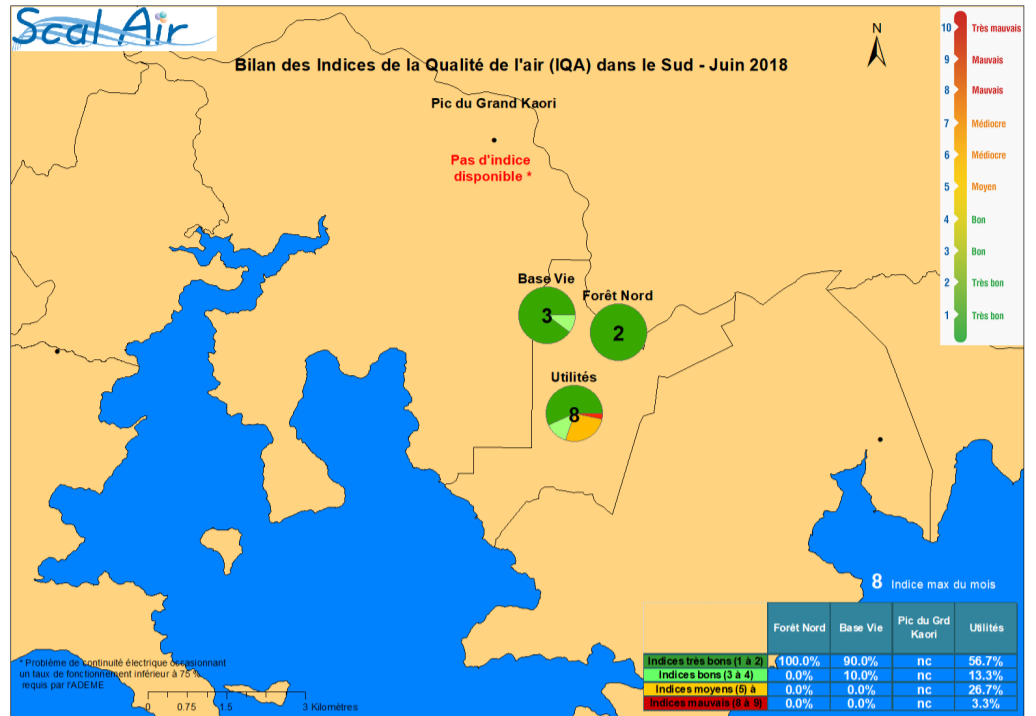 Scal Air
Bilan des Indices de la Qualité de l'air (IQA) dans le Sud - Juin 2018
N
10 Très mauvais
9 Mauvais
8 Mauvais
7 Médiocre
6 Médiocre
5 Moyen
4 Bon
3 Bon
2 Très bon
1 Très bon
Pic du Grand Kaori
Pas d'indice
disponible *
Base Vie
3
Forêt Nord
2
Utilités
8
8 Indice max du mois
Forêt Nord Base Vie Pic du Grd Kaori Utilités
Indices très bons (1 à 2) 100.0% 90.0% nc 56.7%
Indices bons (3 à 4) 0.0% 10.0% nc 13.3%
Indices moyens (5) à 0.0% 0.0% nc 26.7%
Indices mauvais (8 à 9) 0.0% 0.0% nc 3.3%
* Problème de continuité électrique occasionnant
un taux de fonctionnement inférieur à 75 %
requis par l'ADEME
0 0.75 1.5 3 Kilomètres